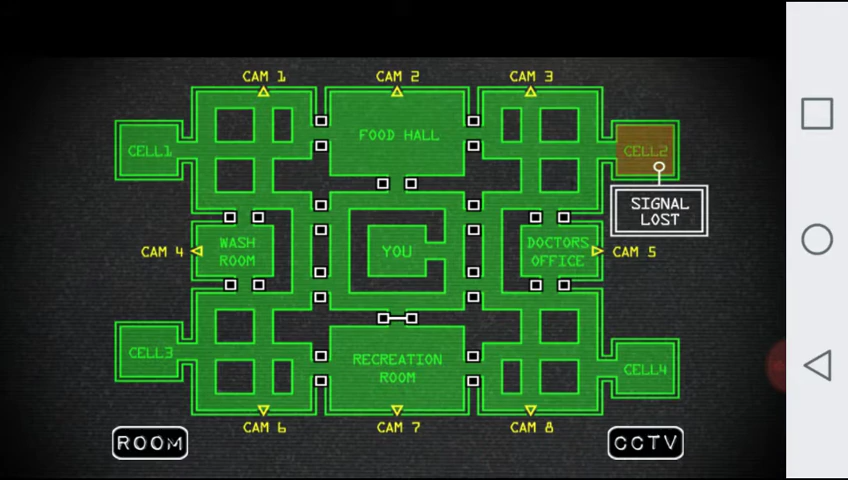 CAM 1
CAM 2
CAM 3
FOOD HALL
CELL1
CELL2
SIGNAL
LOST
CAM 4
WASH
ROOM
YOU
DOCTORS
OFFICE
CAM 5
CELL3
RECREATION
ROOM
CELL4
CAM 6
CAM 7
CAM 8
ROOM
CCTV